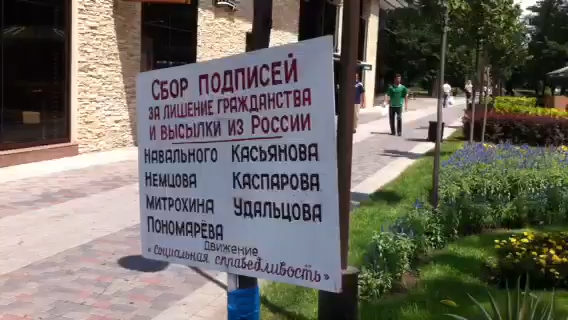 СБОР ПОДПИСЕЙ
ЗА ЛИШЕНИЕ ГРАЖДАНСТВА
И ВЫСЫЛКИ ИЗ РОССИИ
НАВАЛЬНОГО КАСЬЯНОВА
НЕМЦОВА КАСПАРОВА
МИТРОХИНА УДАЛЬЦОВА
ПОНОМАРЁВА
ДВИЖЕНИЕ
"СОЦИАЛЬНАЯ СПРАВЕДЛИВОСТЬ"